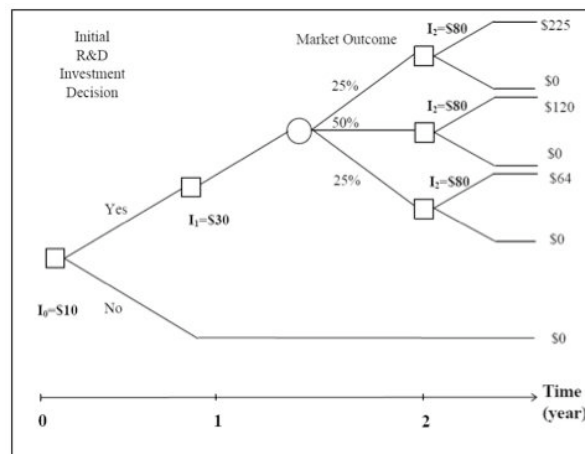 Initial
R&D
Investment
Decision
Market Outcome
I₂=$80
$225
25%
$0
I₂=$80
$120
50%
$0
25%
I₂=$80
$64
Yes
I₁=$30
$0
I₀=$10
No
$0
Time
(year)
0
1
2